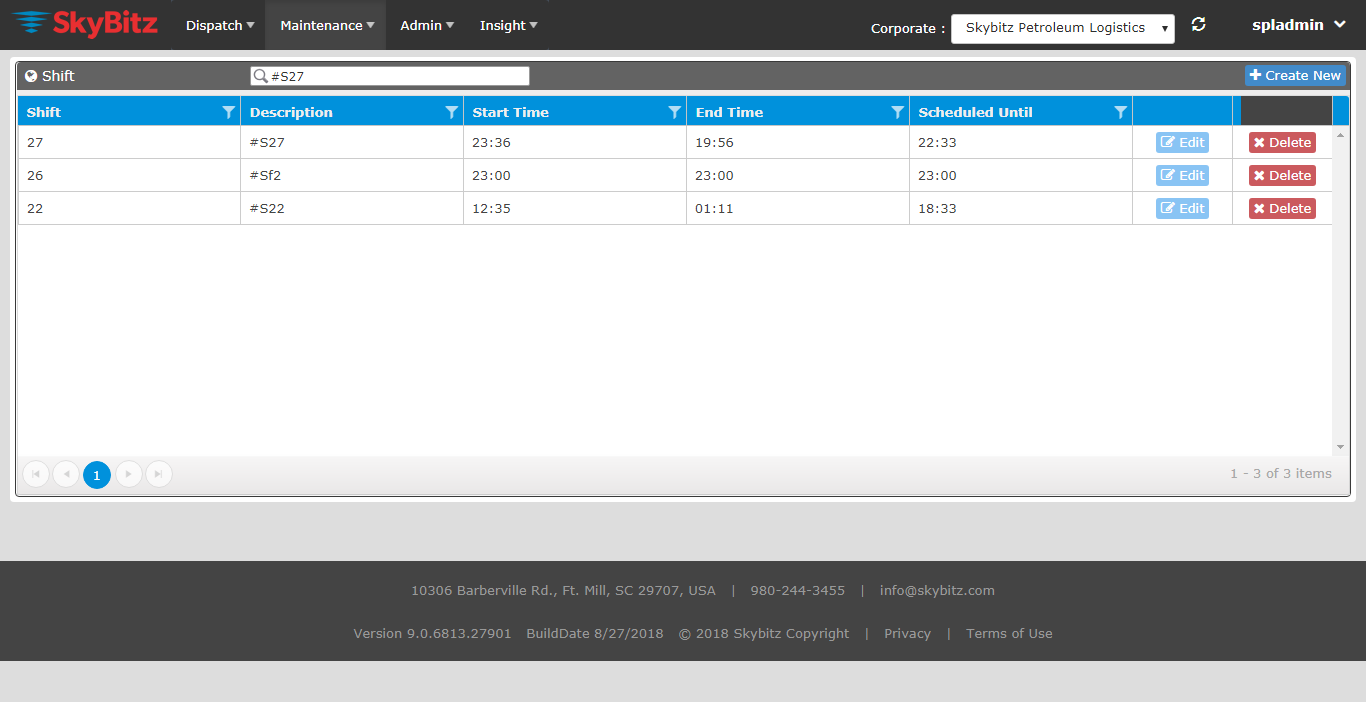 SkyBitz Dispatch Maintenance Admin Insight Corporate : Skybitz Petroleum Logistics spladmin
Shift #S27 Create New
Shift Description Start Time End Time Scheduled Until
27 #S27 23:36 19:56 22:33 Edit Delete
26 #Sf2 23:00 23:00 23:00 Edit Delete
22 #S22 12:35 01:11 18:33 Edit Delete
1 1 - 3 of 3 items
10306 Barberville Rd., Ft. Mill, SC 29707, USA | 980-244-3455 | info@skybitz.com
Version 9.0.6813.27901 BuildDate 8/27/2018 © 2018 Skybitz Copyright | Privacy | Terms of Use